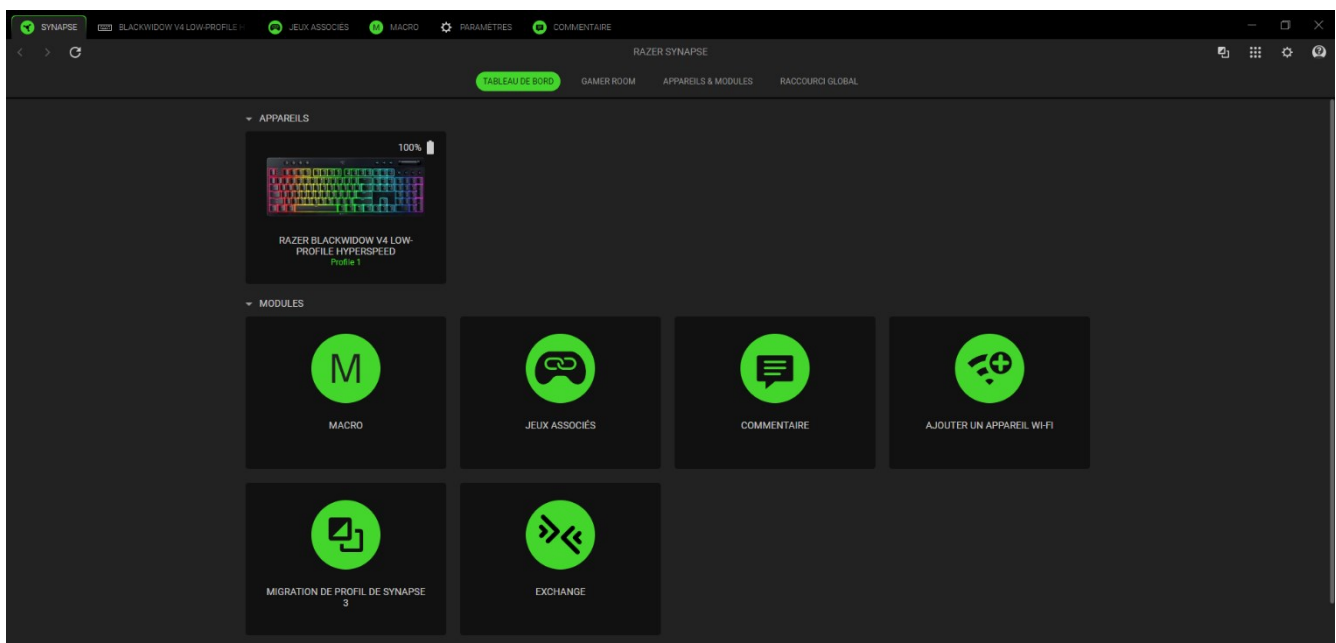 SYNAPSE
BLACKWIDOW V4 LOW-PROFILE H
JEUX ASSOCIÉS
M
MACRO
PARAMÈTRES
COMMENTAIRE
RAZER SYNAPSE
TABLEAU DE BORD
GAMER ROOM
APPAREILS & MODULES
RACCOURCI GLOBAL
APPAREILS
100%
RAZER BLACKWIDOW V4 LOW-
PROFILE HYPERSPEED
Profile 1
MODULES
M
MACRO
JEUX ASSOCIÉS
COMMENTAIRE
AJOUTER UN APPAREIL WI-FI
MIGRATION DE PROFIL DE SYNAPSE
3
EXCHANGE